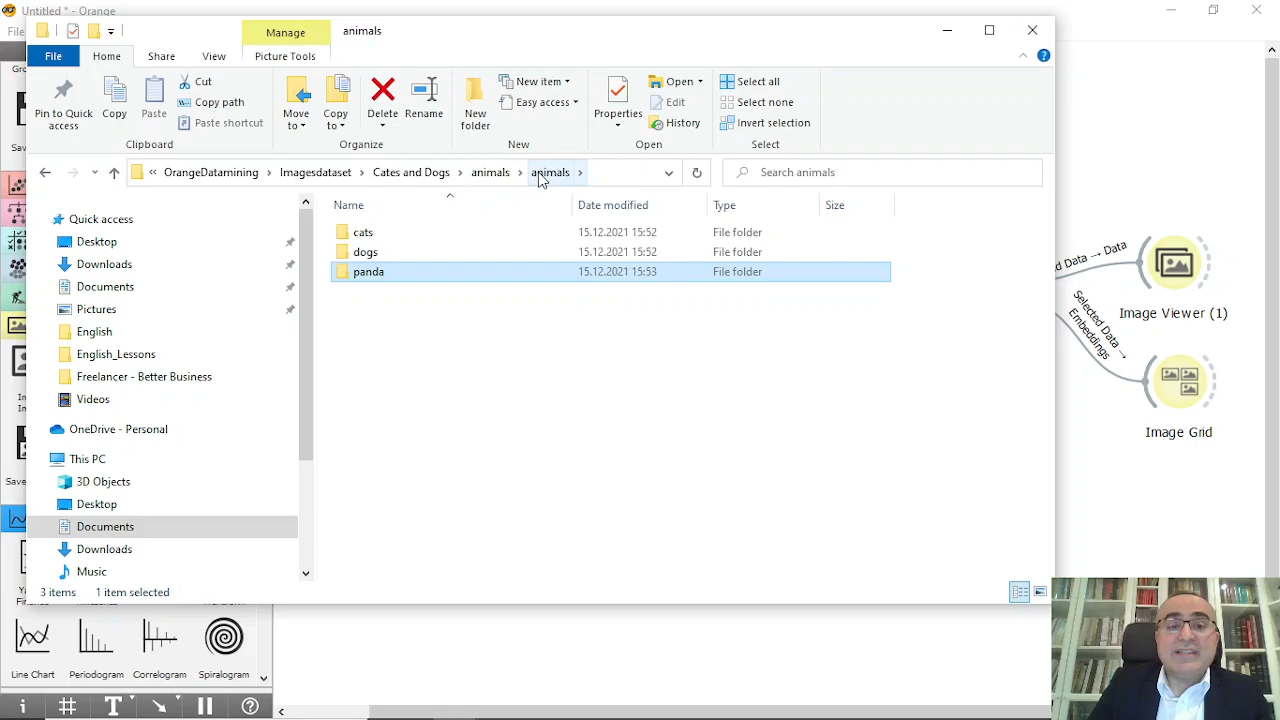 Untitled * - Orange
File
Manage
animals
File
Home
Share
View
Picture Tools
Pin to Quick access
Copy
Paste
Cut
Copy path
Paste shortcut
Clipboard
Move to
Copy to
Delete
Rename
Organize
New folder
New item
Easy access
New
Properties
Open
Edit
History
Open
Select all
Select none
Invert selection
Select
« OrangeDatamining > Imagesdataset > Cates and Dogs > animals > animals >
Search animals
Name
Date modified
Type
Size
cats 15.12.2021 15:52 File folder
dogs 15.12.2021 15:52 File folder
panda 15.12.2021 15:53 File folder
Quick access
Desktop
Downloads
Documents
Pictures
English
English_Lessons
Freelancer - Better Business
Videos
OneDrive - Personal
This PC
3D Objects
Desktop
Documents
Downloads
Music
3 items 1 item selected
Data → Data
Image Viewer (1)
Selected Data → Embeddings
Image Grid
Line Chart
Periodogram
Correlogram
Spiralogram